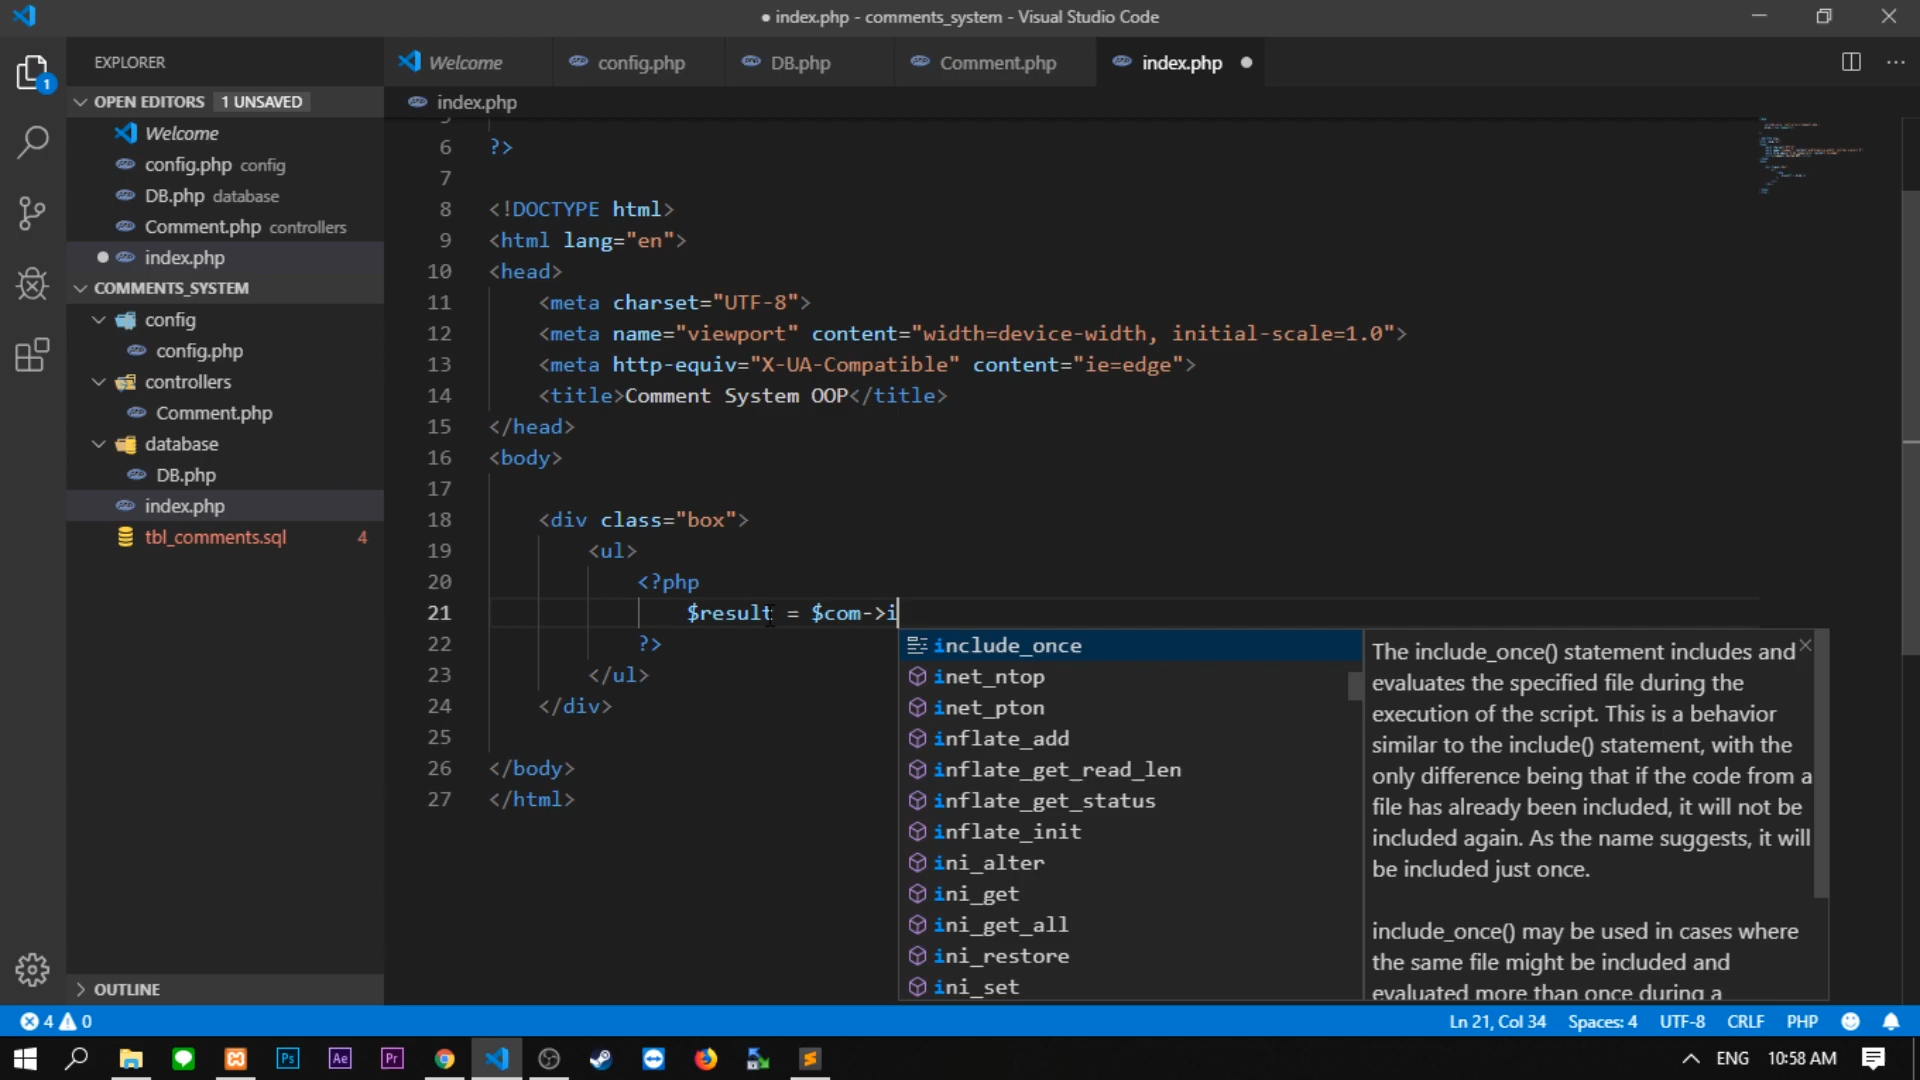 ● index.php - comments_system - Visual Studio Code
EXPLORER
Welcome
config.php
DB.php
Comment.php
index.php
1
OPEN EDITORS 1 UNSAVED
Welcome
config.php config
DB.php database
Comment.php controllers
index.php
COMMENTS_SYSTEM
config
config.php
controllers
Comment.php
database
DB.php
index.php
tbl_comments.sql 4
OUTLINE
index.php
6 ?>
7
8 <!DOCTYPE html>
9 <html lang="en">
10 <head>
11 <meta charset="UTF-8">
12 <meta name="viewport" content="width=device-width, initial-scale=1.0">
13 <meta http-equiv="X-UA-Compatible" content="ie=edge">
14 <title>Comment System OOP</title>
15 </head>
16 <body>
17
18 <div class="box">
19 <ul>
20 <?php
21 $result = $com->i
22 ?>
23 </ul>
24 </div>
25
26 </body>
27 </html>
include_once
inet_ntop
inet_pton
inflate_add
inflate_get_read_len
inflate_get_status
inflate_init
ini_alter
ini_get
ini_get_all
ini_restore
ini_set
The include_once() statement includes and
evaluates the specified file during the
execution of the script. This is a behavior
similar to the include() statement, with the
only difference being that if the code from a
file has already been included, it will not be
included again. As the name suggests, it will
be included just once.
include_once() may be used in cases where
the same file might be included and
evaluated more than once during a
4 0
Ln 21, Col 34 Spaces: 4 UTF-8 CRLF PHP
Ps Ae Pr
ENG 10:58 AM